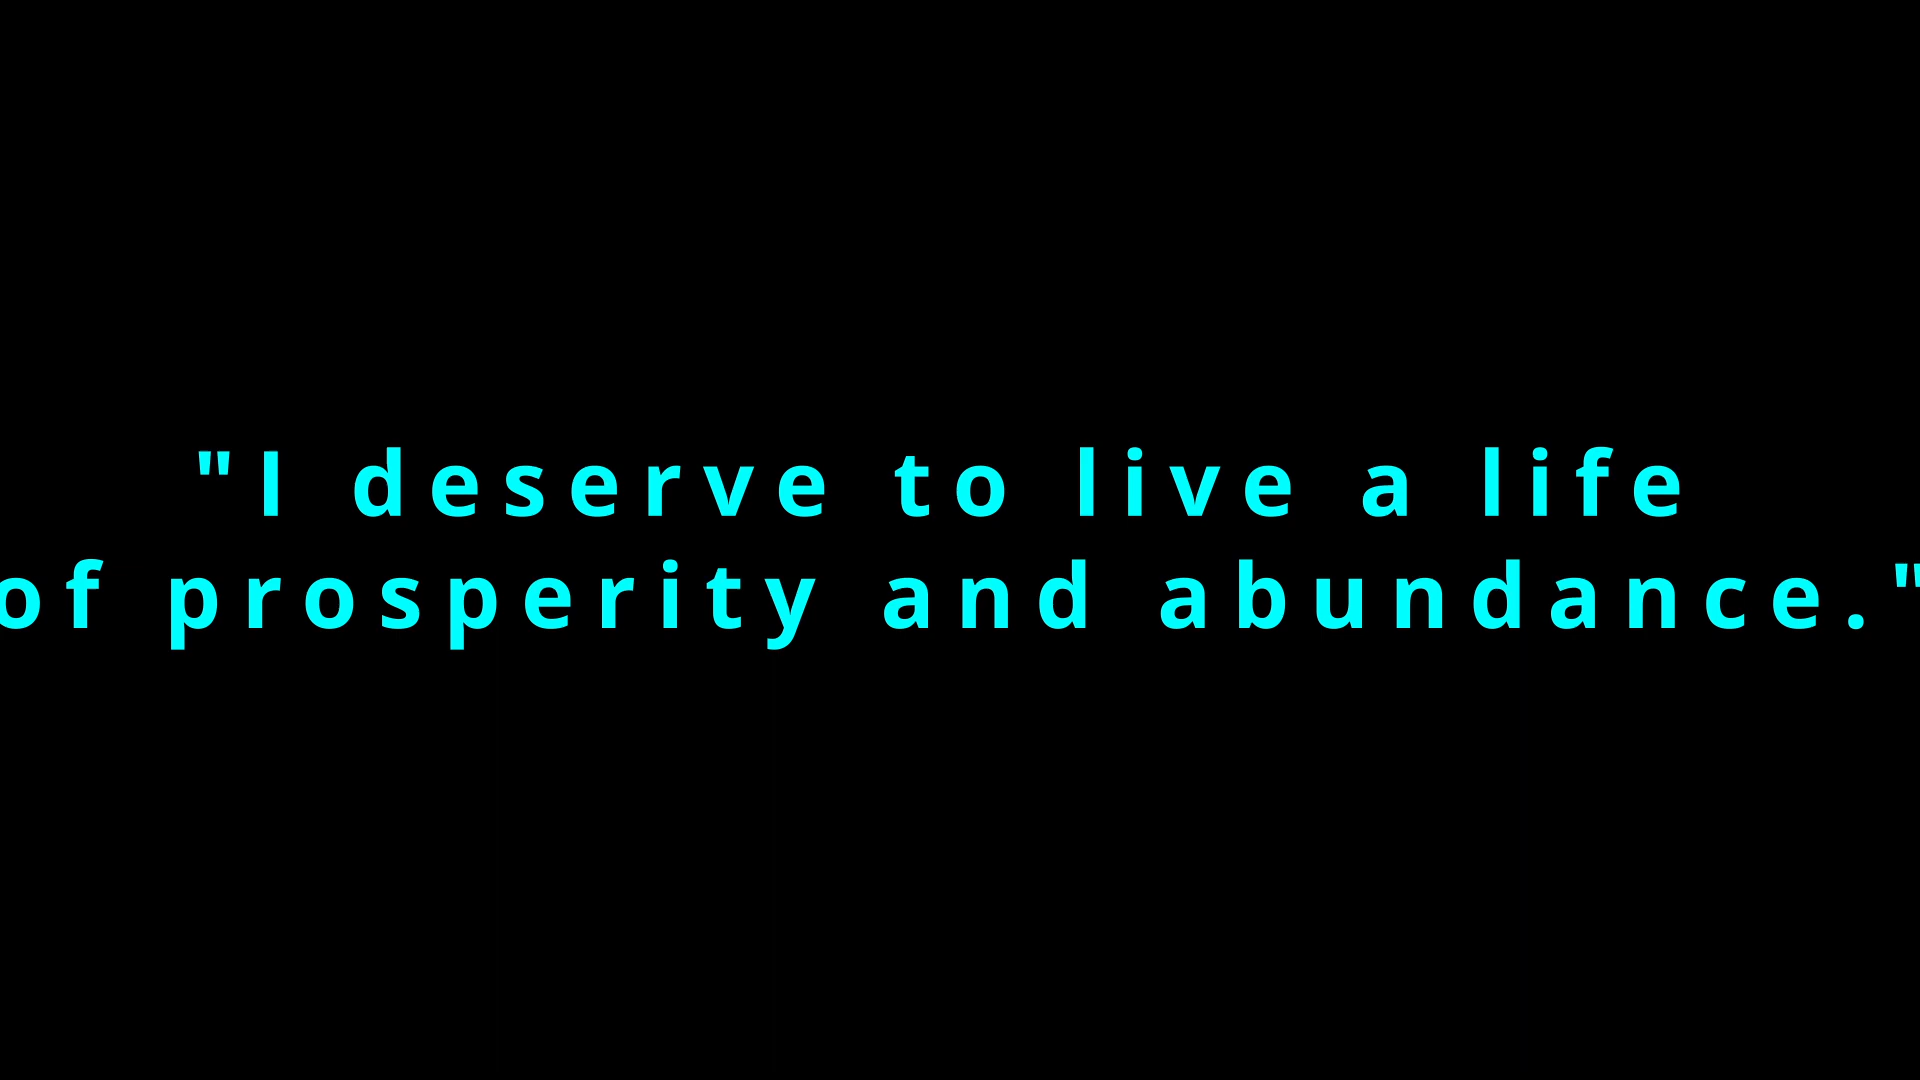 "I deserve to live a life
of prosperity and abundance."